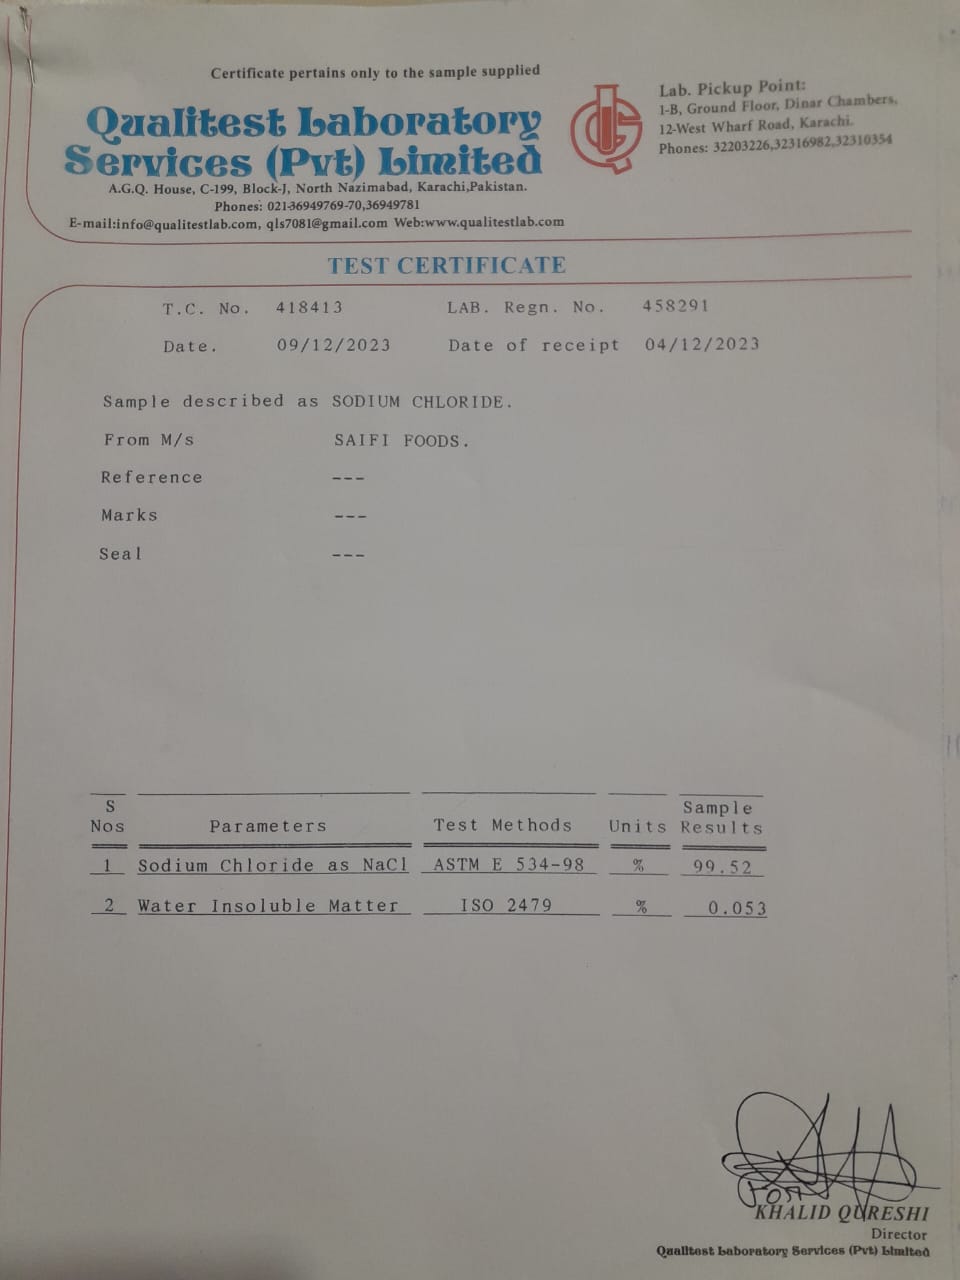 Certificate pertains only to the sample supplied
Qualitest Laboratory
Services (Pvt) Limited
A.G.Q. House, C-199, Block-J, North Nazimabad, Karachi,Pakistan.
Phones: 021-36949769-70,36949781
E-mail:info@qualitestlab.com, qls7081@gmail.com Web:www.qualitestlab.com
Lab. Pickup Point:
1-B, Ground Floor, Dinar Chambers,
12-West Wharf Road, Karachi.
Phones: 32203226,32316982,32310354
TEST CERTIFICATE
T.C. No. 418413 LAB. Regn. No. 458291
Date. 09/12/2023 Date of receipt 04/12/2023
Sample described as SODIUM CHLORIDE.
From M/s SAIFI FOODS.
Reference ---
Marks ---
Seal ---
S Nos Parameters Test Methods Units Sample Results
1 Sodium Chloride as NaCl ASTM E 534-98 % 99.52
2 Water Insoluble Matter ISO 2479 % 0.053
KHALID QURESHI
Director
Qualitest Laboratory Services (Pvt) Limited